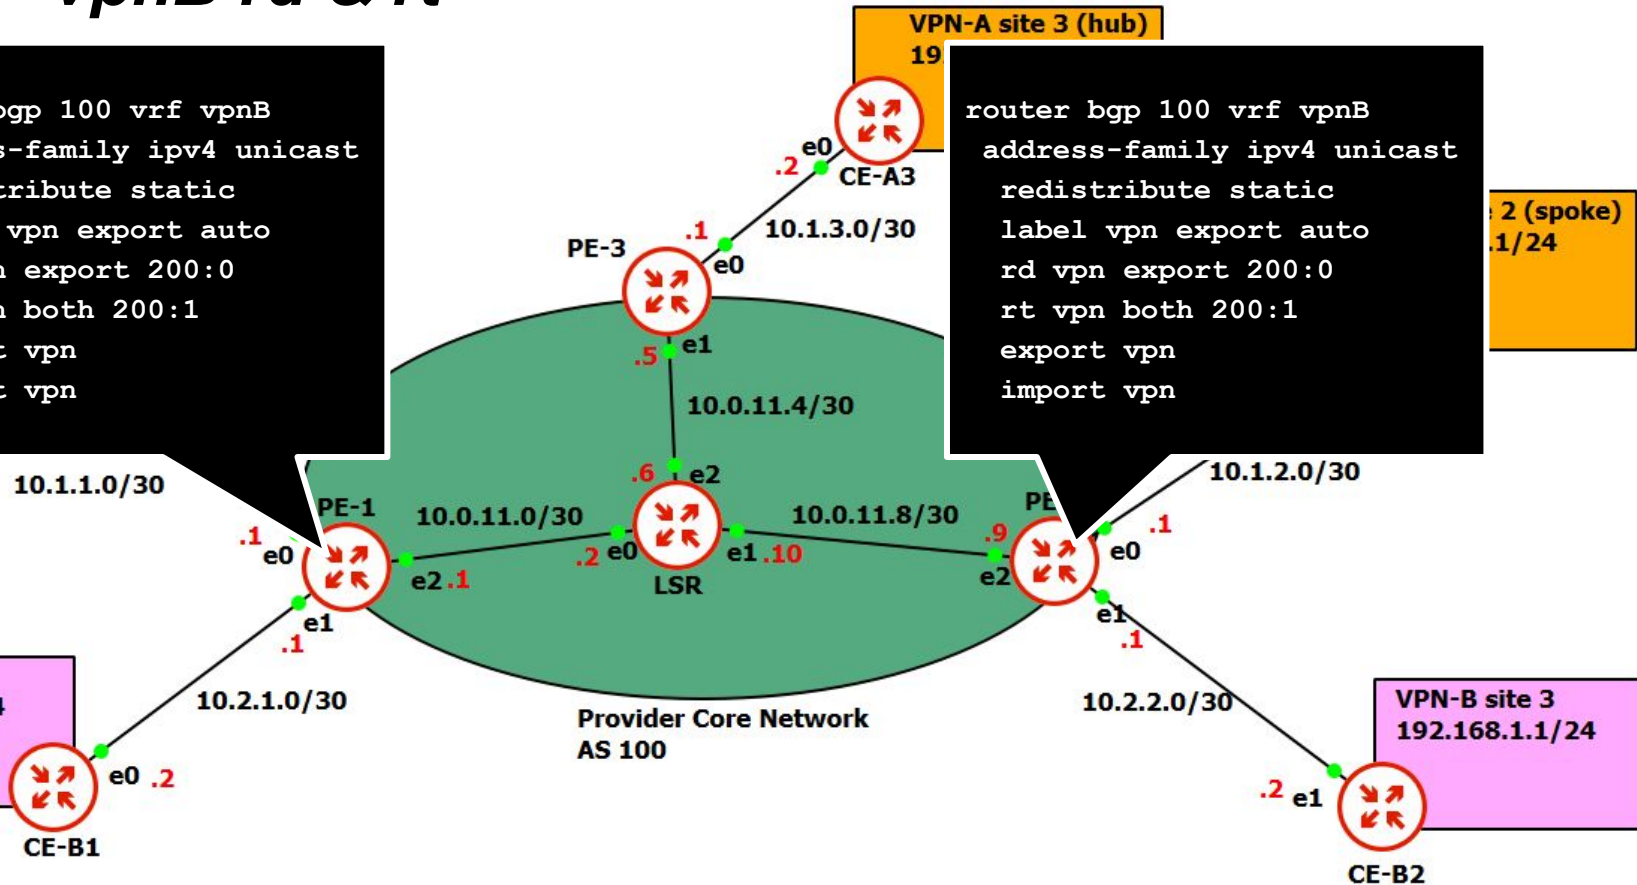 vpnB rd & rt
VPN-A site 3 (hub)
19
bgp 100 vrf vpnB
s-family ipv4 unicast
tribute static
vpn export auto
n export 200:0
n both 200:1
t vpn
t vpn
router bgp 100 vrf vpnB
address-family ipv4 unicast
redistribute static
label vpn export auto
rd vpn export 200:0
rt vpn both 200:1
export vpn
import vpn
e0
.2
CE-A3
2 (spoke)
.1/24
10.1.3.0/30
.1
PE-3
e0
e1
.5
10.0.11.4/30
10.1.1.0/30
.6
e2
10.1.2.0/30
PE-1
10.0.11.0/30
10.0.11.8/30
PE
.1
e0
.2
e0
e1
.10
.9
.1
e0
e2
.1
LSR
e2
e1
.1
e1
.1
10.2.1.0/30
10.2.2.0/30
Provider Core Network
AS 100
VPN-B site 3
192.168.1.1/24
4
e0
.2
CE-B1
.2
e1
CE-B2